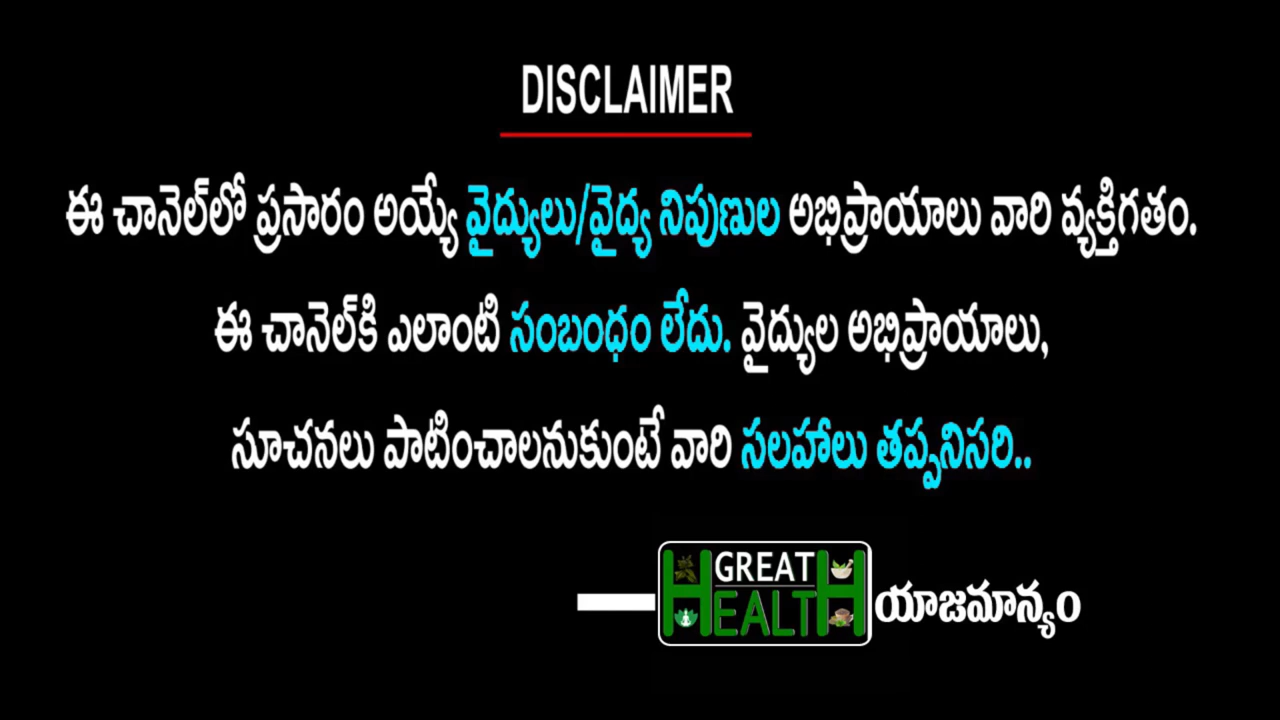 DISCLAIMER
ఈ చానెల్‌లో ప్రసారం అయ్యే వైద్యులు/వైద్య నిపుణుల అభిప్రాయాలు వారి వ్యక్తిగతం.
ఈ చానెల్‌కి ఎలాంటి సంబంధం లేదు. వైద్యుల అభిప్రాయాలు,
సూచనలు పాటించాలనుకుంటే వారి సలహాలు తప్పనిసరి..
GREAT
HEALTH
యాజమాన్యం